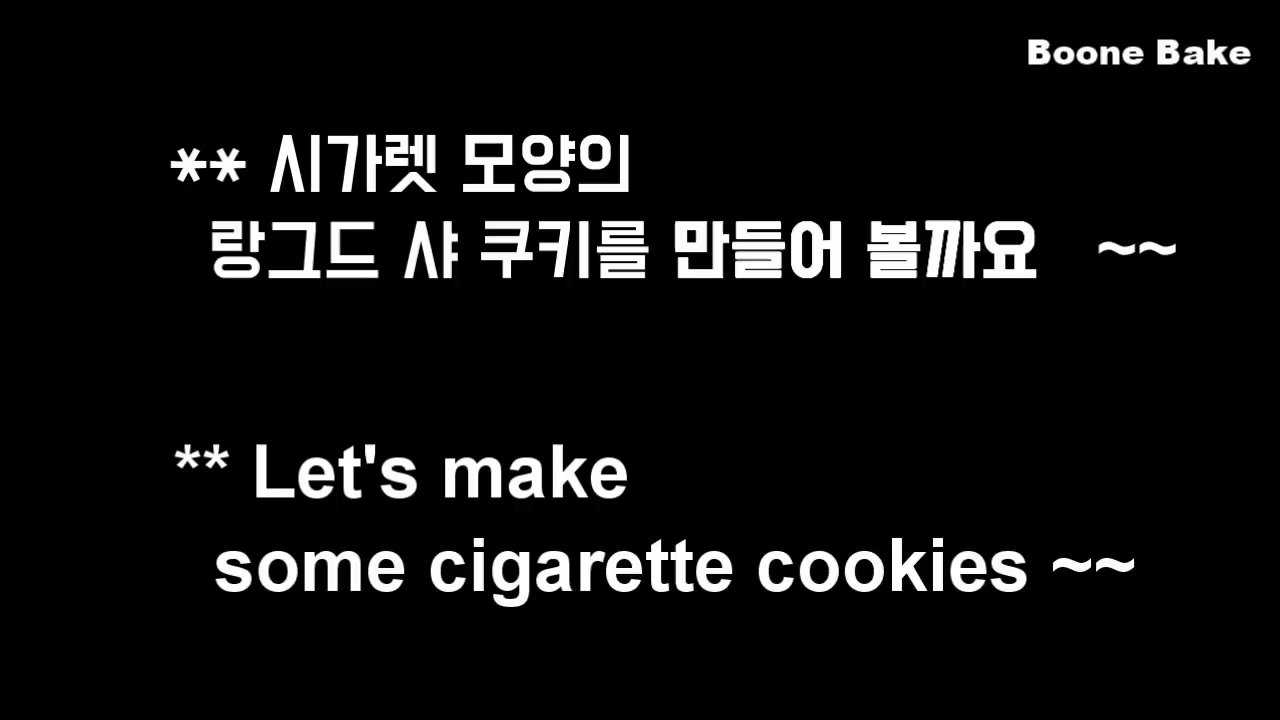 Boone Bake
** 시가렛 모양의
랑그드 샤 쿠키를 만들어 볼까요 ~~
** Let's make
some cigarette cookies ~~